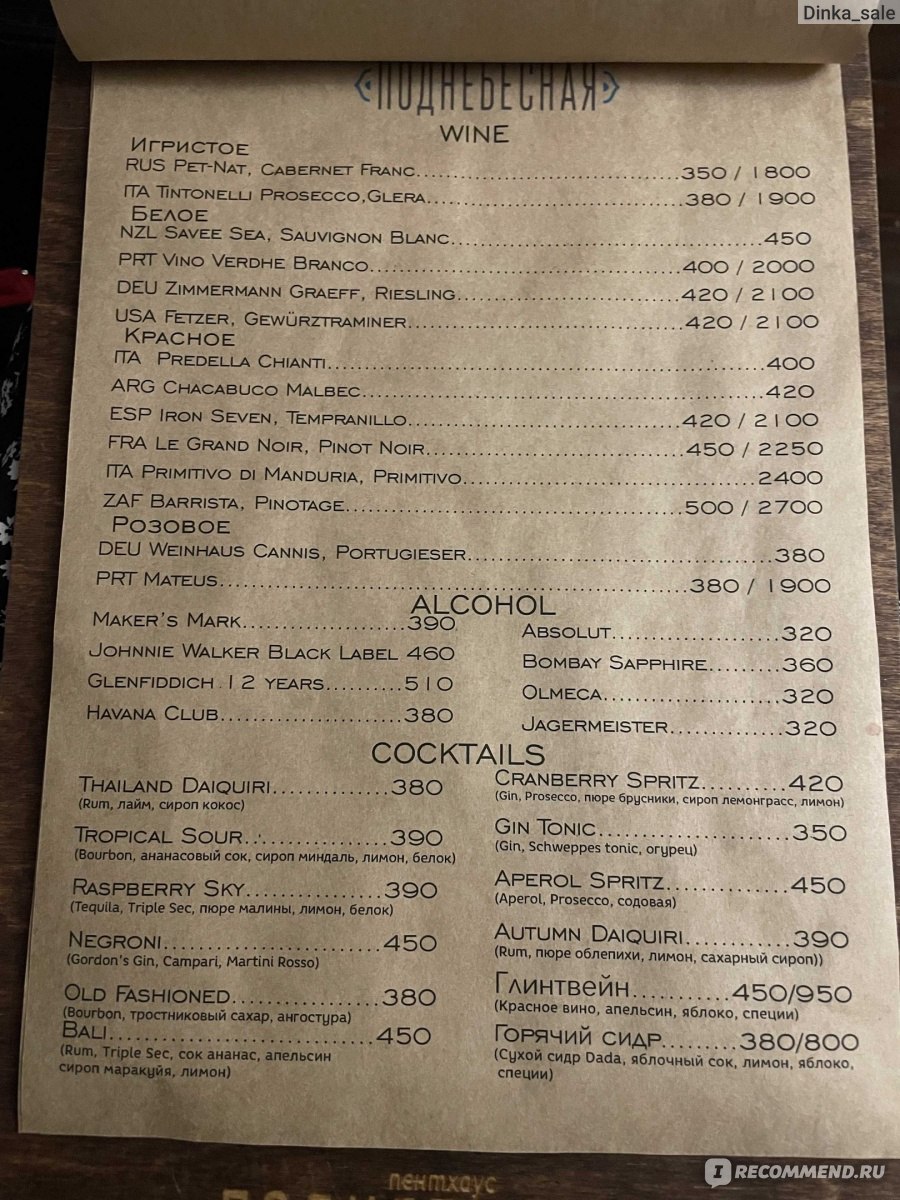 Dinka_sale
ПОДНЕБЕСНАЯ
WINE
Игристое
RUS Pet-Nat, Cabernet Franc 350 / 1800
ITA Tintonelli Prosecco,Glera 380 / 1900
Белое
NZL Savee Sea, Sauvignon Blanc 450
PRT Vino Verdhe Branco 400 / 2000
DEU Zimmermann Graeff, Riesling 420 / 2100
USA Fetzer, Gewürztraminer 420 / 2100
Красное
ITA Predella Chianti 400
ARG Chacabuco Malbec 420
ESP Iron Seven, Tempranillo 420 / 2100
FRA Le Grand Noir, Pinot Noir 450 / 2250
ITA Primitivo di Manduria, Primitivo 2400
ZAF Barrista, Pinotage 500 / 2700
Розовое
DEU Weinhaus Cannis, Portugieser 380
PRT Mateus 380 / 1900
ALCOHOL
Maker's Mark 390
Johnnie Walker Black Label 460
Glenfiddich 12 years 510
Havana Club 380
Absolut 320
Bombay Sapphire 360
Olmeca 320
Jagermeister 320
COCKTAILS
Thailand Daiquiri 380
(Rum, лайм, сироп кокос)
Tropical Sour 390
(Bourbon, ананасовый сок, сироп миндаль, лимон, белок)
Raspberry Sky 390
(Tequila, Triple Sec, пюре малины, лимон, белок)
Negroni 450
(Gordon's Gin, Campari, Martini Rosso)
Old Fashioned 380
(Bourbon, тростниковый сахар, ангостура)
Bali 450
(Rum, Triple Sec, сок ананас, апельсин
сироп маракуйя, лимон)
Cranberry Spritz 420
(Gin, Prosecco, пюре брусники, сироп лемонграсс, лимон)
Gin Tonic 350
(Gin, Schweppes tonic, огурец)
Aperol Spritz 450
(Aperol, Prosecco, содовая)
Autumn Daiquiri 390
(Rum, пюре облепихи, лимон, сахарный сироп))
Глинтвейн 450/950
(Красное вино, апельсин, яблоко, специи)
Горячий сидр 380/800
(Сухой сидр Dada, яблочный сок, лимон, яблоко,
специи)
пентхаус
IRECOMMEND.RU